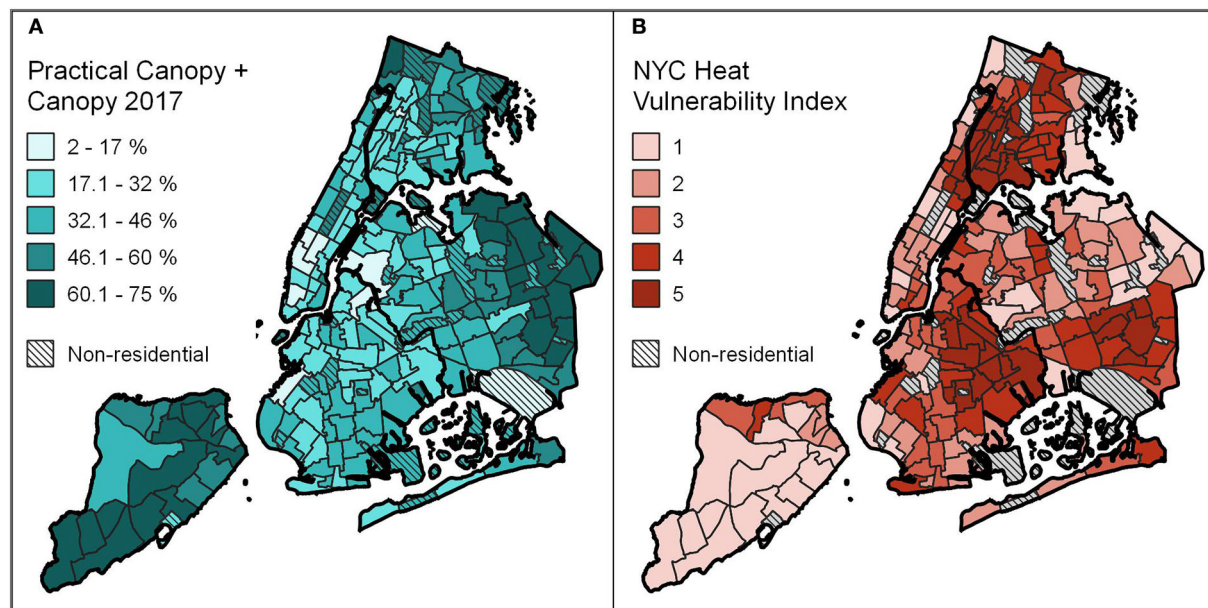 A
Practical Canopy +
Canopy 2017
2 - 17 %
17.1 - 32 %
32.1 - 46 %
46.1 - 60 %
60.1 - 75 %
Non-residential
B
NYC Heat
Vulnerability Index
1
2
3
4
5
Non-residential